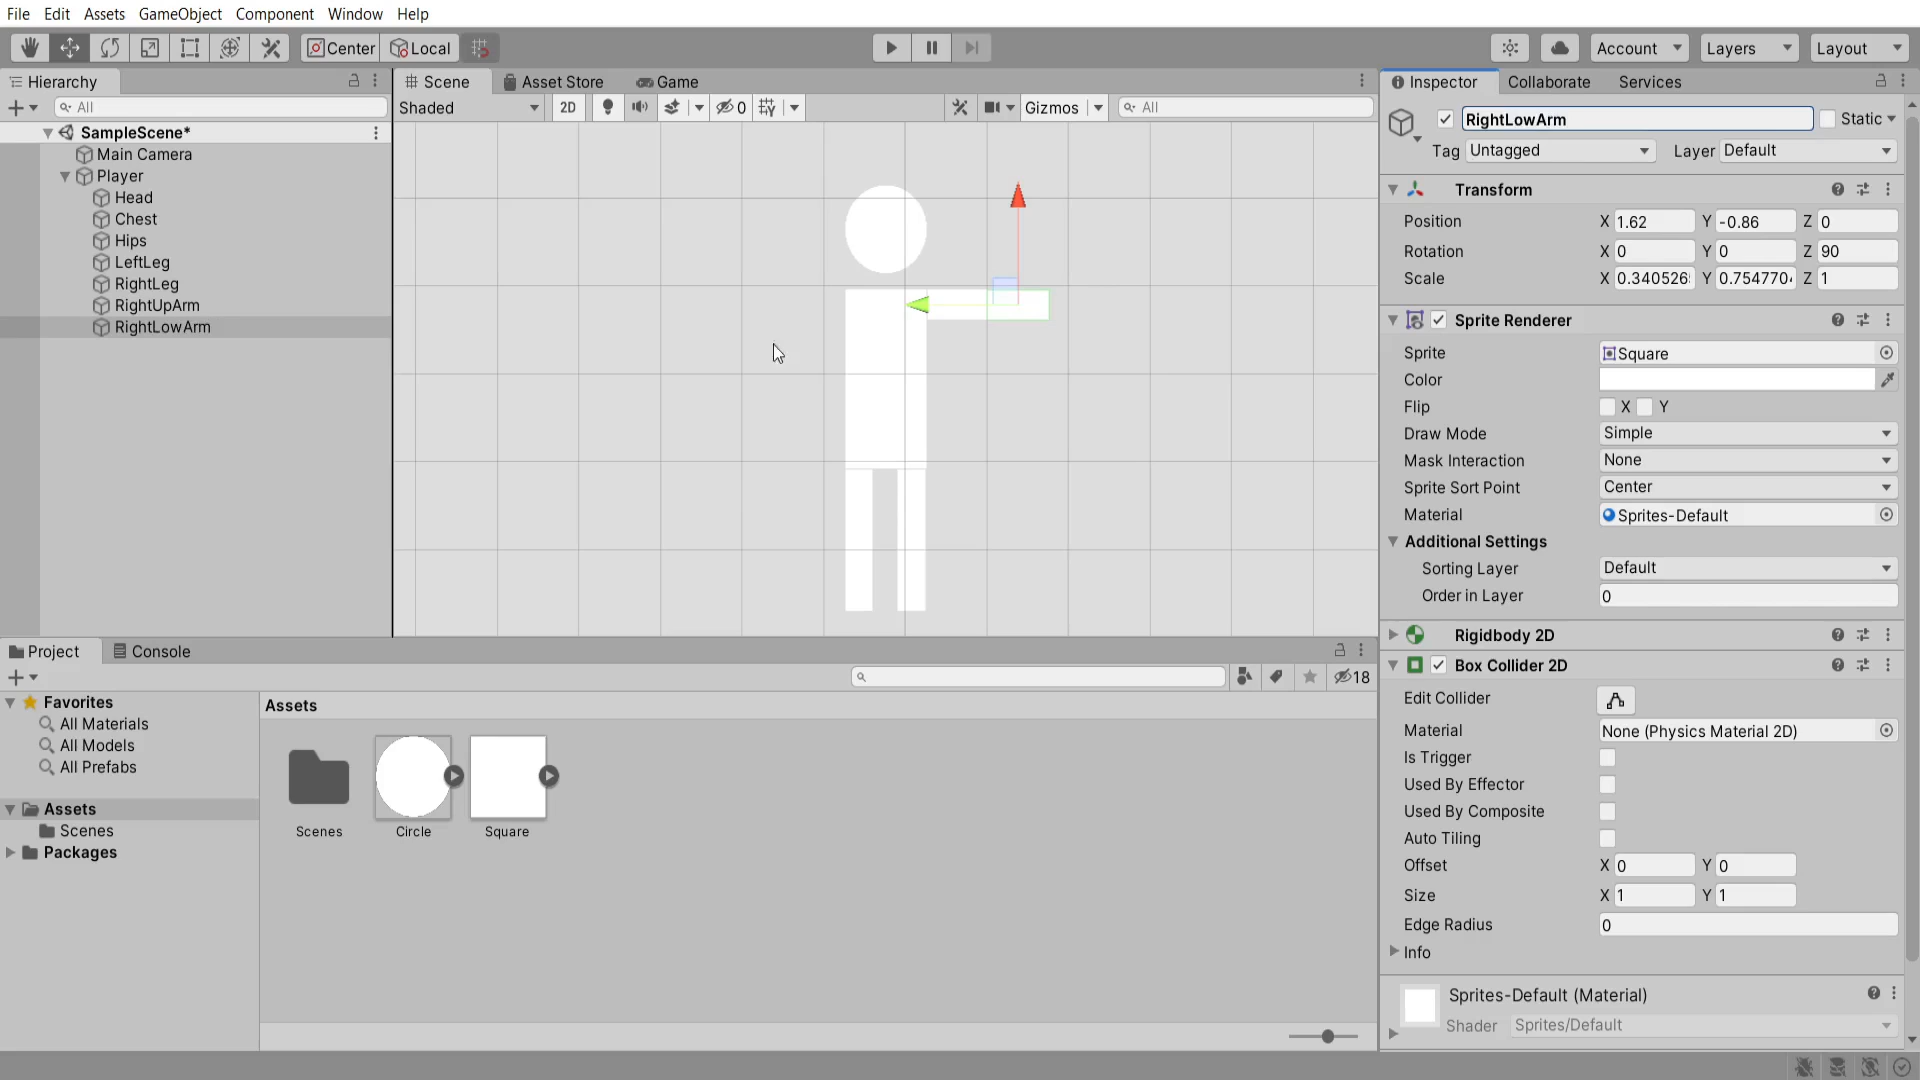 File Edit Assets GameObject Component Window Help
Center Local Account Layers Layout
Hierarchy
All
SampleScene*
Main Camera
Player
Head
Chest
Hips
LeftLeg
RightLeg
RightUpArm
RightLowArm
Scene Asset Store Game
Shaded 2D 0 Gizmos All
Inspector Collaborate Services
RightLowArm Static
Tag Untagged Layer Default
Transform
Position X 1.62 Y -0.86 Z 0
Rotation X 0 Y 0 Z 90
Scale X 0.340526 Y 0.754770 Z 1
Sprite Renderer
Sprite Square
Color
Flip X Y
Draw Mode Simple
Mask Interaction None
Sprite Sort Point Center
Material Sprites-Default
Additional Settings
Sorting Layer Default
Order in Layer 0
Rigidbody 2D
Box Collider 2D
Edit Collider
Material None (Physics Material 2D)
Is Trigger
Used By Effector
Used By Composite
Auto Tiling
Offset X 0 Y 0
Size X 1 Y 1
Edge Radius 0
Info
Sprites-Default (Material)
Shader Sprites/Default
Project Console
18
Favorites
All Materials
All Models
All Prefabs
Assets
Scenes
Packages
Assets
Scenes Circle Square